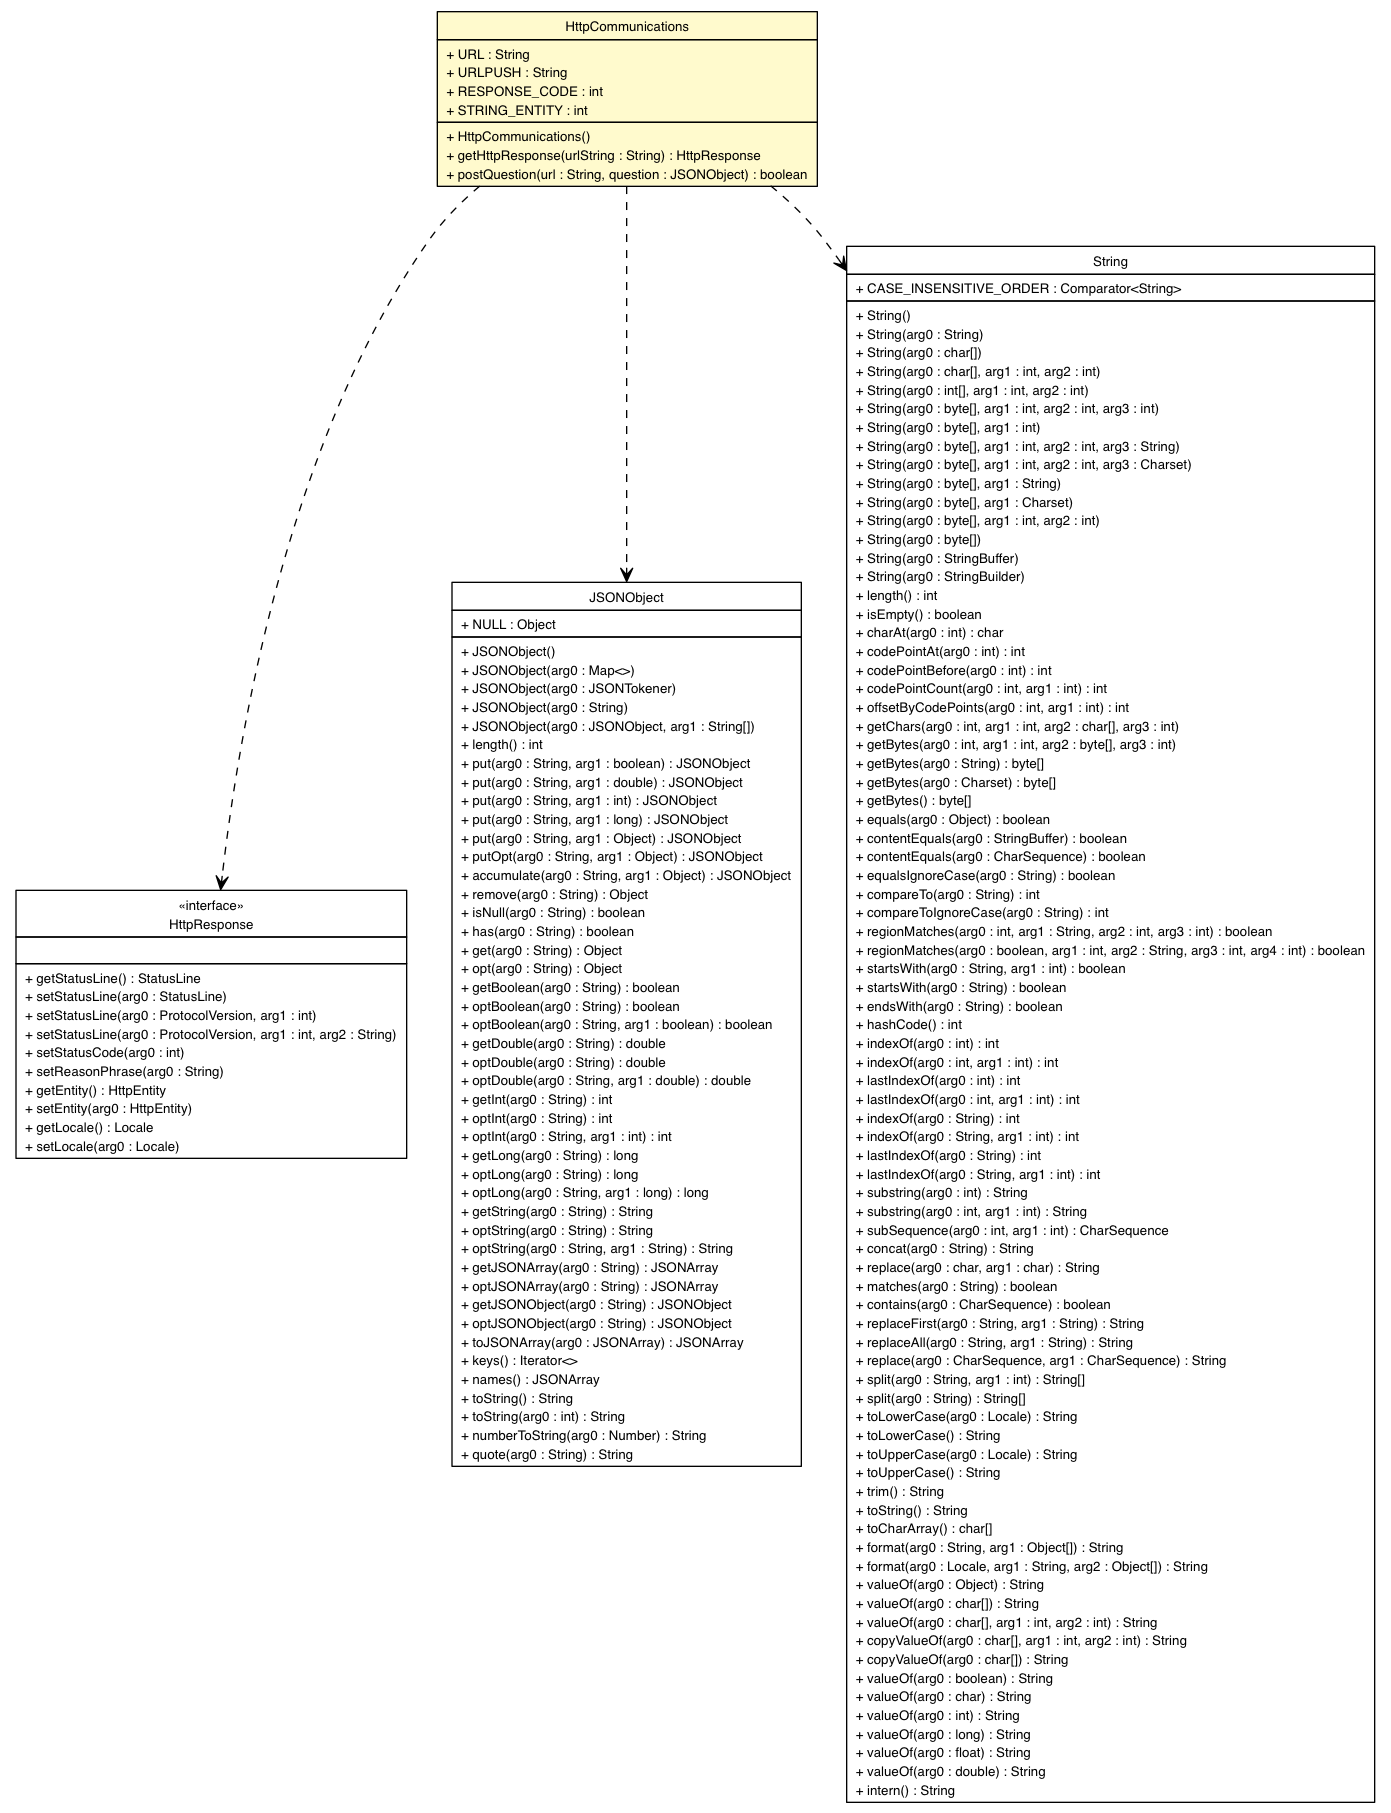 HttpCommunications
+ URL : String
+ URLPUSH : String
+ RESPONSE_CODE : int
+ STRING_ENTITY : int
+ HttpCommunications()
+ getHttpResponse(urlString : String) : HttpResponse
+ postQuestion(url : String, question : JSONObject) : boolean
«interface»
HttpResponse
+ getStatusLine() : StatusLine
+ setStatusLine(arg0 : StatusLine)
+ setStatusLine(arg0 : ProtocolVersion, arg1 : int)
+ setStatusLine(arg0 : ProtocolVersion, arg1 : int, arg2 : String)
+ setStatusCode(arg0 : int)
+ setReasonPhrase(arg0 : String)
+ getEntity() : HttpEntity
+ setEntity(arg0 : HttpEntity)
+ getLocale() : Locale
+ setLocale(arg0 : Locale)
JSONObject
+ NULL : Object
+ JSONObject()
+ JSONObject(arg0 : Map<>)
+ JSONObject(arg0 : JSONTokener)
+ JSONObject(arg0 : String)
+ JSONObject(arg0 : JSONObject, arg1 : String[])
+ length() : int
+ put(arg0 : String, arg1 : boolean) : JSONObject
+ put(arg0 : String, arg1 : double) : JSONObject
+ put(arg0 : String, arg1 : int) : JSONObject
+ put(arg0 : String, arg1 : long) : JSONObject
+ put(arg0 : String, arg1 : Object) : JSONObject
+ putOpt(arg0 : String, arg1 : Object) : JSONObject
+ accumulate(arg0 : String, arg1 : Object) : JSONObject
+ remove(arg0 : String) : Object
+ isNull(arg0 : String) : boolean
+ has(arg0 : String) : boolean
+ get(arg0 : String) : Object
+ opt(arg0 : String) : Object
+ getBoolean(arg0 : String) : boolean
+ optBoolean(arg0 : String) : boolean
+ optBoolean(arg0 : String, arg1 : boolean) : boolean
+ getDouble(arg0 : String) : double
+ optDouble(arg0 : String) : double
+ optDouble(arg0 : String, arg1 : double) : double
+ getInt(arg0 : String) : int
+ optInt(arg0 : String) : int
+ optInt(arg0 : String, arg1 : int) : int
+ getLong(arg0 : String) : long
+ optLong(arg0 : String) : long
+ optLong(arg0 : String, arg1 : long) : long
+ getString(arg0 : String) : String
+ optString(arg0 : String) : String
+ optString(arg0 : String, arg1 : String) : String
+ getJSONArray(arg0 : String) : JSONArray
+ optJSONArray(arg0 : String) : JSONArray
+ getJSONObject(arg0 : String) : JSONObject
+ optJSONObject(arg0 : String) : JSONObject
+ toJSONArray(arg0 : JSONArray) : JSONArray
+ keys() : Iterator<>
+ names() : JSONArray
+ toString() : String
+ toString(arg0 : int) : String
+ numberToString(arg0 : Number) : String
+ quote(arg0 : String) : String
String
+ CASE_INSENSITIVE_ORDER : Comparator<String>
+ String()
+ String(arg0 : String)
+ String(arg0 : char[])
+ String(arg0 : char[], arg1 : int, arg2 : int)
+ String(arg0 : int[], arg1 : int, arg2 : int)
+ String(arg0 : byte[], arg1 : int, arg2 : int, arg3 : int)
+ String(arg0 : byte[], arg1 : int)
+ String(arg0 : byte[], arg1 : int, arg2 : int, arg3 : String)
+ String(arg0 : byte[], arg1 : int, arg2 : int, arg3 : Charset)
+ String(arg0 : byte[], arg1 : String)
+ String(arg0 : byte[], arg1 : Charset)
+ String(arg0 : byte[], arg1 : int, arg2 : int)
+ String(arg0 : byte[])
+ String(arg0 : StringBuffer)
+ String(arg0 : StringBuilder)
+ length() : int
+ isEmpty() : boolean
+ charAt(arg0 : int) : char
+ codePointAt(arg0 : int) : int
+ codePointBefore(arg0 : int) : int
+ codePointCount(arg0 : int, arg1 : int) : int
+ offsetByCodePoints(arg0 : int, arg1 : int) : int
+ getChars(arg0 : int, arg1 : int, arg2 : char[], arg3 : int)
+ getBytes(arg0 : int, arg1 : int, arg2 : byte[], arg3 : int)
+ getBytes(arg0 : String) : byte[]
+ getBytes(arg0 : Charset) : byte[]
+ getBytes() : byte[]
+ equals(arg0 : Object) : boolean
+ contentEquals(arg0 : StringBuffer) : boolean
+ contentEquals(arg0 : CharSequence) : boolean
+ equalsIgnoreCase(arg0 : String) : boolean
+ compareTo(arg0 : String) : int
+ compareToIgnoreCase(arg0 : String) : int
+ regionMatches(arg0 : int, arg1 : String, arg2 : int, arg3 : int) : boolean
+ regionMatches(arg0 : boolean, arg1 : int, arg2 : String, arg3 : int, arg4 : int) : boolean
+ startsWith(arg0 : String, arg1 : int) : boolean
+ startsWith(arg0 : String) : boolean
+ endsWith(arg0 : String) : boolean
+ hashCode() : int
+ indexOf(arg0 : int) : int
+ indexOf(arg0 : int, arg1 : int) : int
+ lastIndexOf(arg0 : int) : int
+ lastIndexOf(arg0 : int, arg1 : int) : int
+ indexOf(arg0 : String) : int
+ indexOf(arg0 : String, arg1 : int) : int
+ lastIndexOf(arg0 : String) : int
+ lastIndexOf(arg0 : String, arg1 : int) : int
+ substring(arg0 : int) : String
+ substring(arg0 : int, arg1 : int) : String
+ subSequence(arg0 : int, arg1 : int) : CharSequence
+ concat(arg0 : String) : String
+ replace(arg0 : char, arg1 : char) : String
+ matches(arg0 : String) : boolean
+ contains(arg0 : CharSequence) : boolean
+ replaceFirst(arg0 : String, arg1 : String) : String
+ replaceAll(arg0 : String, arg1 : String) : String
+ replace(arg0 : CharSequence, arg1 : CharSequence) : String
+ split(arg0 : String, arg1 : int) : String[]
+ split(arg0 : String) : String[]
+ toLowerCase(arg0 : Locale) : String
+ toLowerCase() : String
+ toUpperCase(arg0 : Locale) : String
+ toUpperCase() : String
+ trim() : String
+ toString() : String
+ toCharArray() : char[]
+ format(arg0 : String, arg1 : Object[]) : String
+ format(arg0 : Locale, arg1 : String, arg2 : Object[]) : String
+ valueOf(arg0 : Object) : String
+ valueOf(arg0 : char[]) : String
+ valueOf(arg0 : char[], arg1 : int, arg2 : int) : String
+ copyValueOf(arg0 : char[], arg1 : int, arg2 : int) : String
+ copyValueOf(arg0 : char[]) : String
+ valueOf(arg0 : boolean) : String
+ valueOf(arg0 : char) : String
+ valueOf(arg0 : int) : String
+ valueOf(arg0 : long) : String
+ valueOf(arg0 : float) : String
+ valueOf(arg0 : double) : String
+ intern() : String